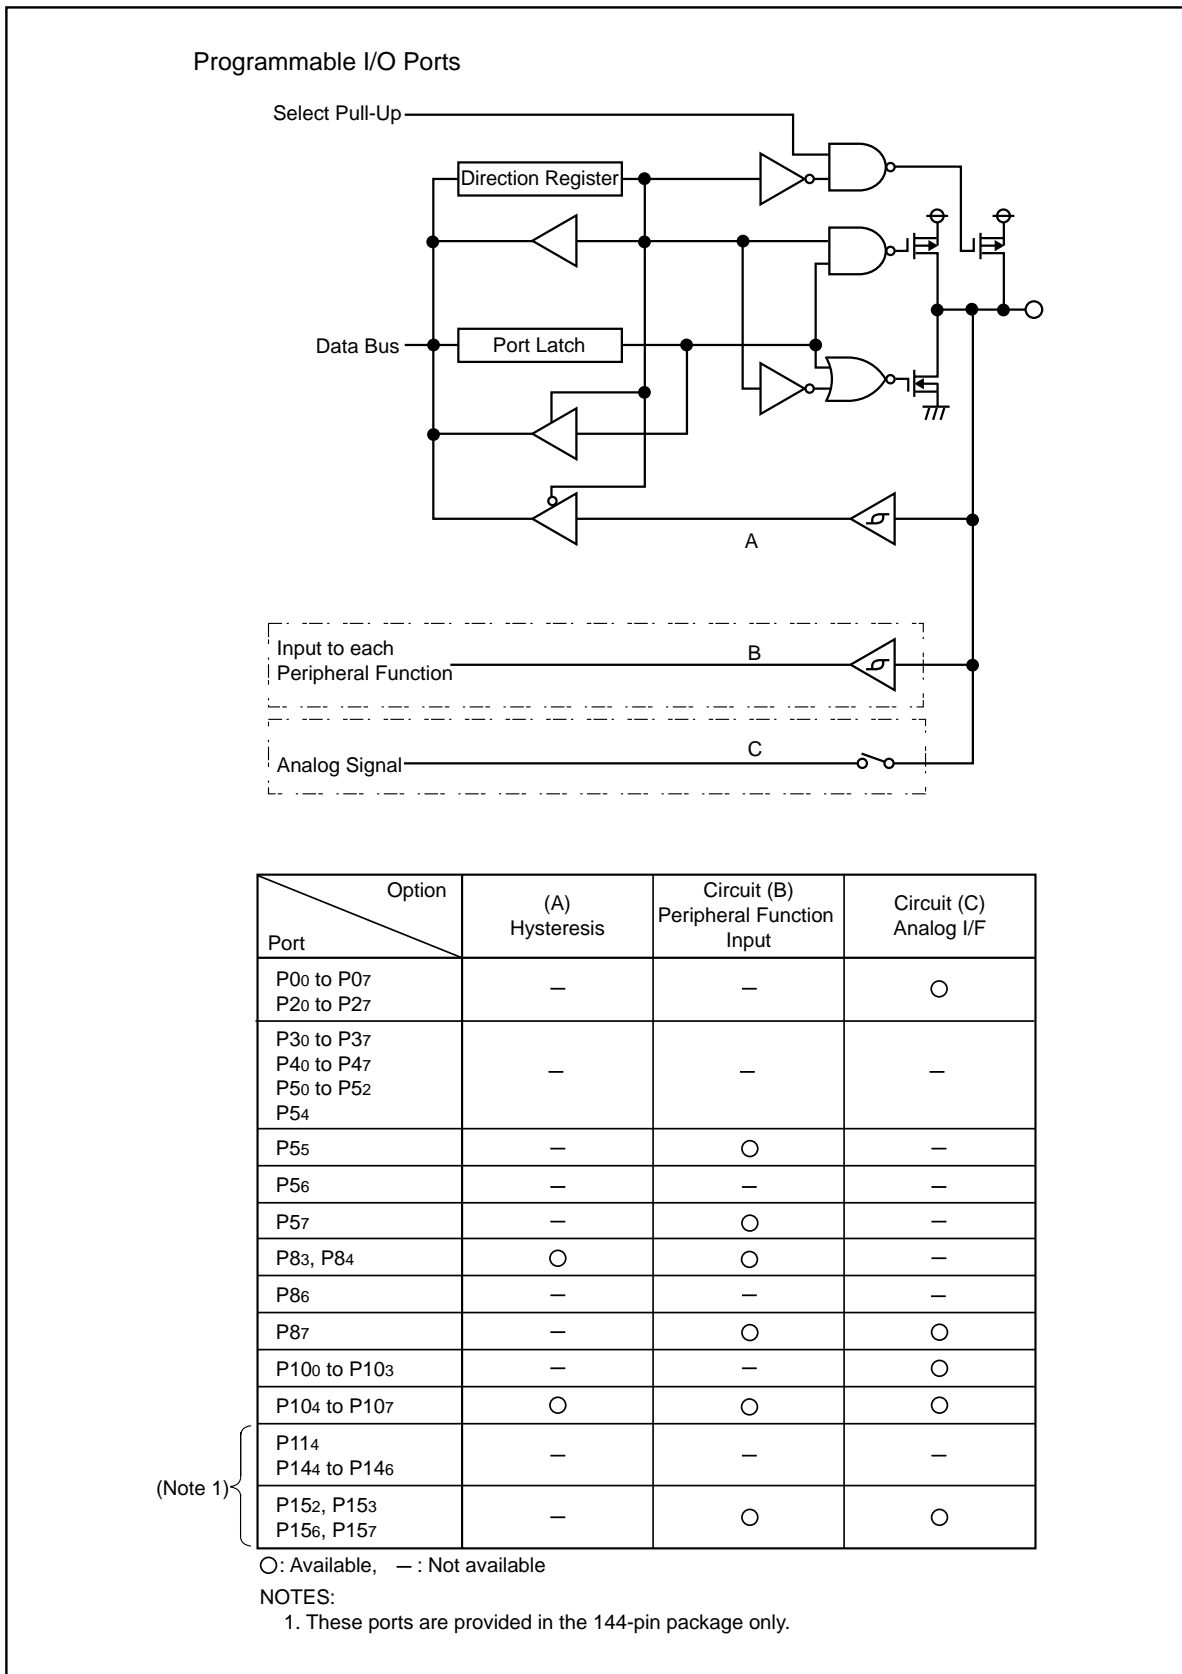 Programmable I/O Ports
Select Pull-Up
Direction Register
Data Bus
Port Latch
A
Input to each
Peripheral Function
B
Analog Signal
C
Option
Port
(A)
Hysteresis
Circuit (B)
Peripheral Function
Input
Circuit (C)
Analog I/F
P00 to P07
P20 to P27
– – ○
P30 to P37
P40 to P47
P50 to P52
P54
– – –
P55 – ○ –
P56 – – –
P57 – ○ –
P83, P84 ○ ○ –
P86 – – –
P87 – ○ ○
P100 to P103 – – ○
P104 to P107 ○ ○ ○
(Note 1)
P114
P144 to P146
– – –
P152, P153
P156, P157
– ○ ○
○: Available, – : Not available
NOTES:
1. These ports are provided in the 144-pin package only.